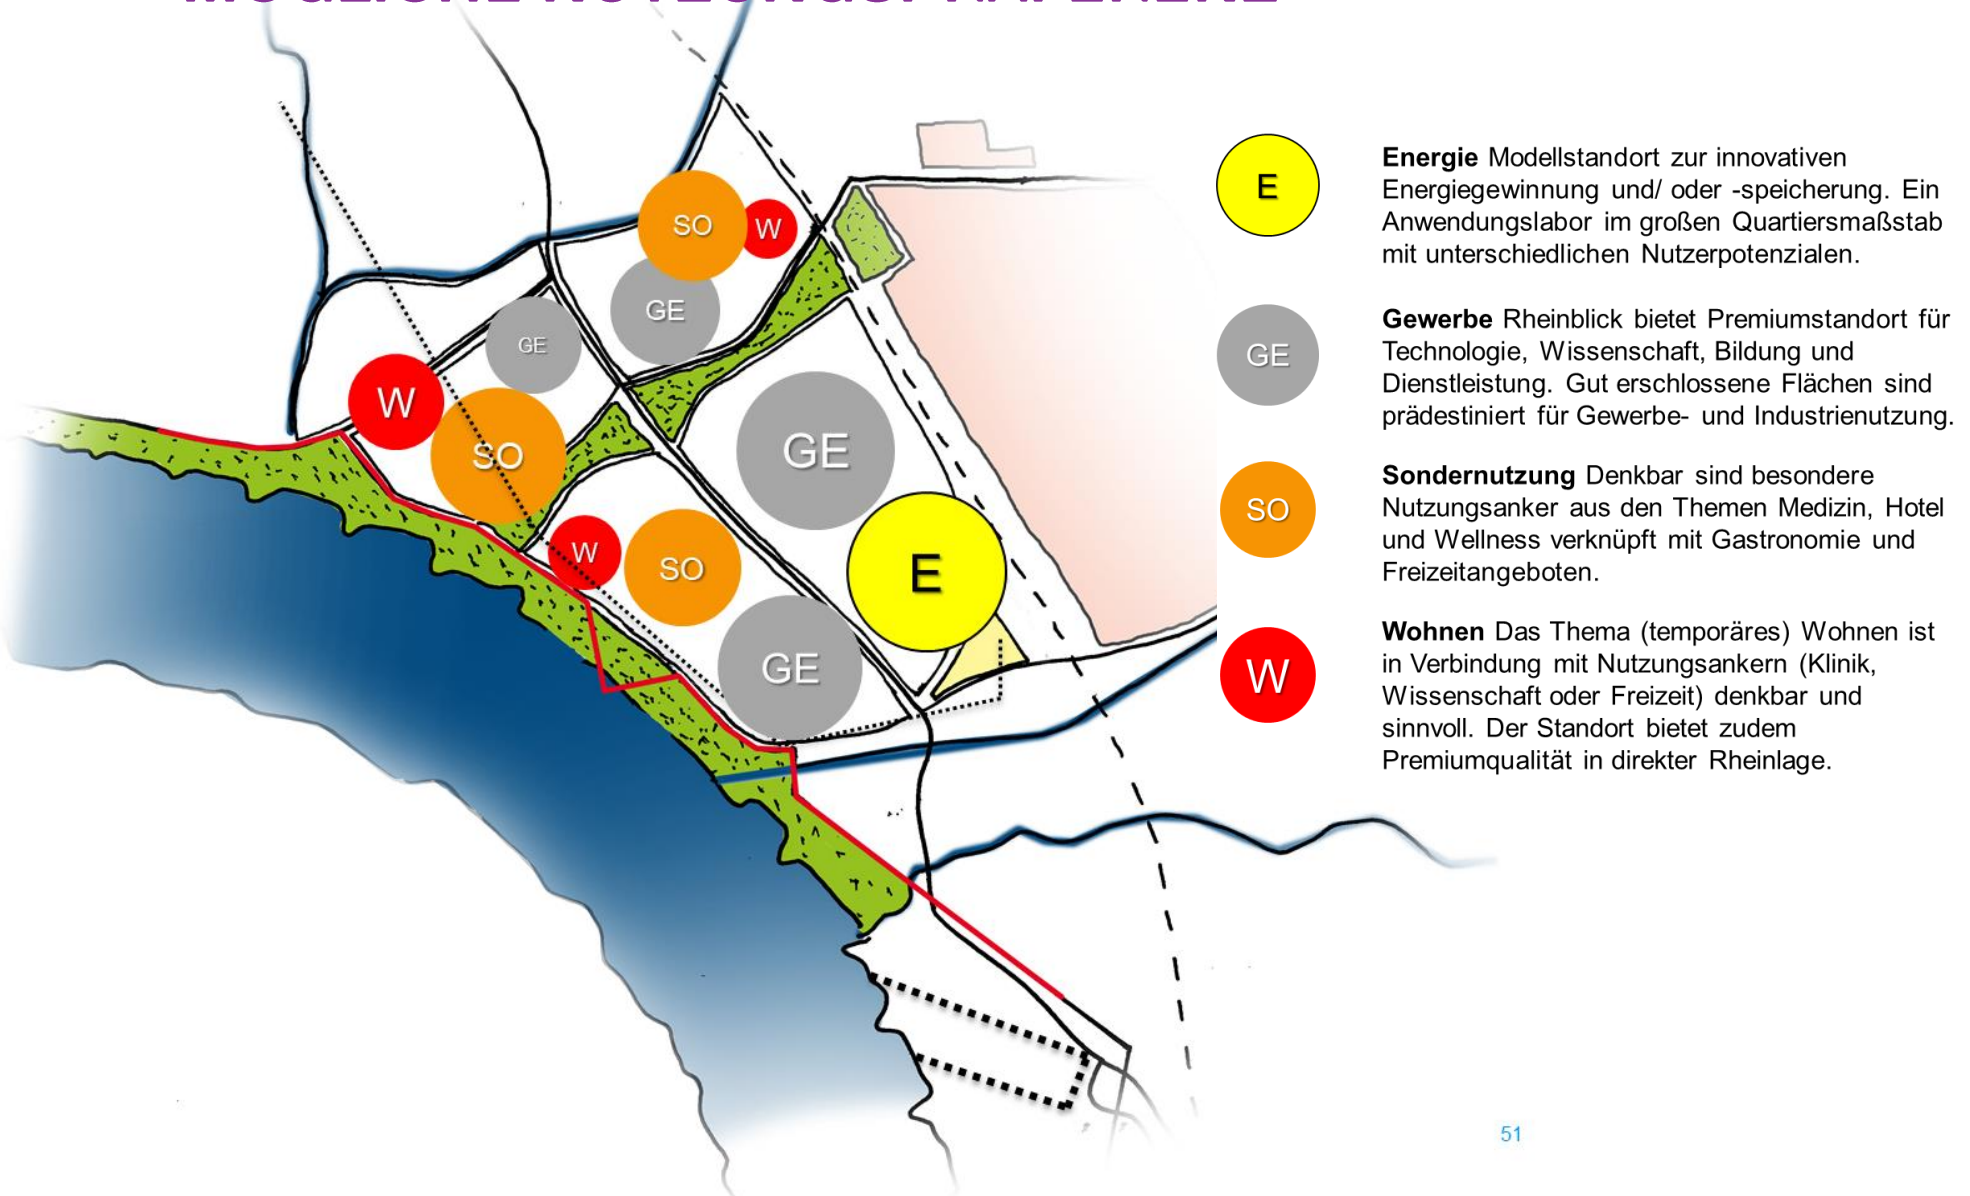 MÖGLICHE NUTZUNGSPRÄFERENZ
SO
W
GE
GE
W
GE
SO
E
W
SO
GE
E
Energie Modellstandort zur innovativen
Energiegewinnung und/ oder -speicherung. Ein
Anwendungslabor im großen Quartiersmaßstab
mit unterschiedlichen Nutzerpotenzialen.
GE
Gewerbe Rheinblick bietet Premiumstandort für
Technologie, Wissenschaft, Bildung und
Dienstleistung. Gut erschlossene Flächen sind
prädestiniert für Gewerbe- und Industrienutzung.
SO
Sondernutzung Denkbar sind besondere
Nutzungsanker aus den Themen Medizin, Hotel
und Wellness verknüpft mit Gastronomie und
Freizeitangeboten.
W
Wohnen Das Thema (temporäres) Wohnen ist
in Verbindung mit Nutzungsankern (Klinik,
Wissenschaft oder Freizeit) denkbar und
sinnvoll. Der Standort bietet zudem
Premiumqualität in direkter Rheinlage.
51